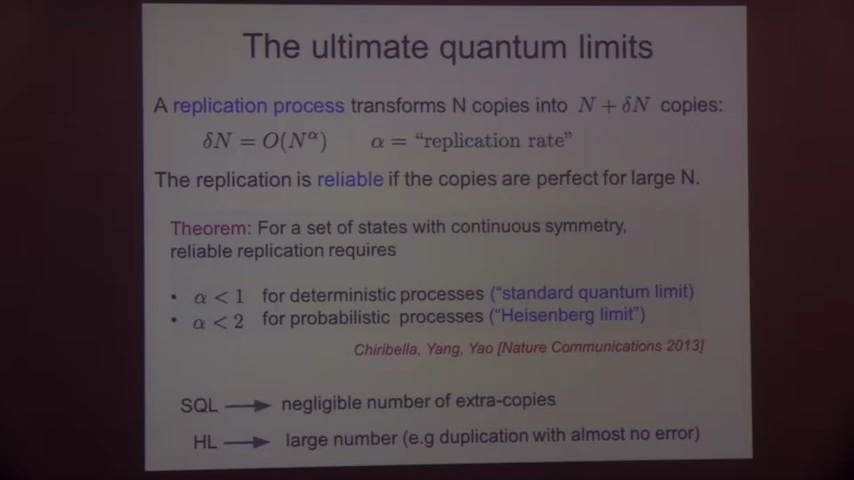 The ultimate quantum limits
A replication process transforms N copies into N + δN copies:
δN = O(N^α) α = “replication rate”
The replication is reliable if the copies are perfect for large N.
Theorem: For a set of states with continuous symmetry,
reliable replication requires
• α < 1 for deterministic processes (“standard quantum limit)
• α < 2 for probabilistic processes (“Heisenberg limit”)
Chiribella, Yang, Yao [Nature Communications 2013]
SQL → negligible number of extra-copies
HL → large number (e.g duplication with almost no error)